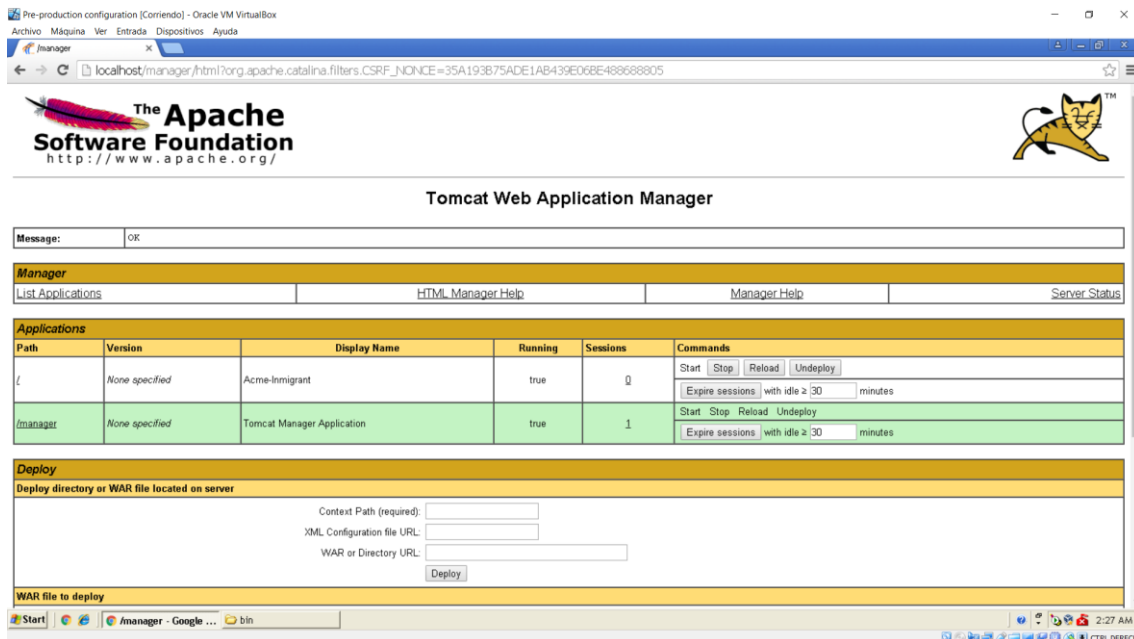 Pre-production configuration [Corriendo] - Oracle VM VirtualBox
Archivo Máquina Ver Entrada Dispositivos Ayuda
/manager
localhost/manager/html?org.apache.catalina.filters.CSRF_NONCE=35A193B75ADE1AB439E06BE488688805
The Apache
Software Foundation
http://www.apache.org/
TM
Tomcat Web Application Manager
Message: OK
Manager
List Applications HTML Manager Help Manager Help Server Status
Applications
Path Version Display Name Running Sessions Commands
/ None specified Acme-Inmigrant true 0 Start Stop Reload Undeploy
Expire sessions with idle ≥ 30 minutes
/manager None specified Tomcat Manager Application true 1 Start Stop Reload Undeploy
Expire sessions with idle ≥ 30 minutes
Deploy
Deploy directory or WAR file located on server
Context Path (required):
XML Configuration file URL:
WAR or Directory URL:
Deploy
WAR file to deploy
Start /manager - Google ... bin 2:27 AM
CTRL DERECHA